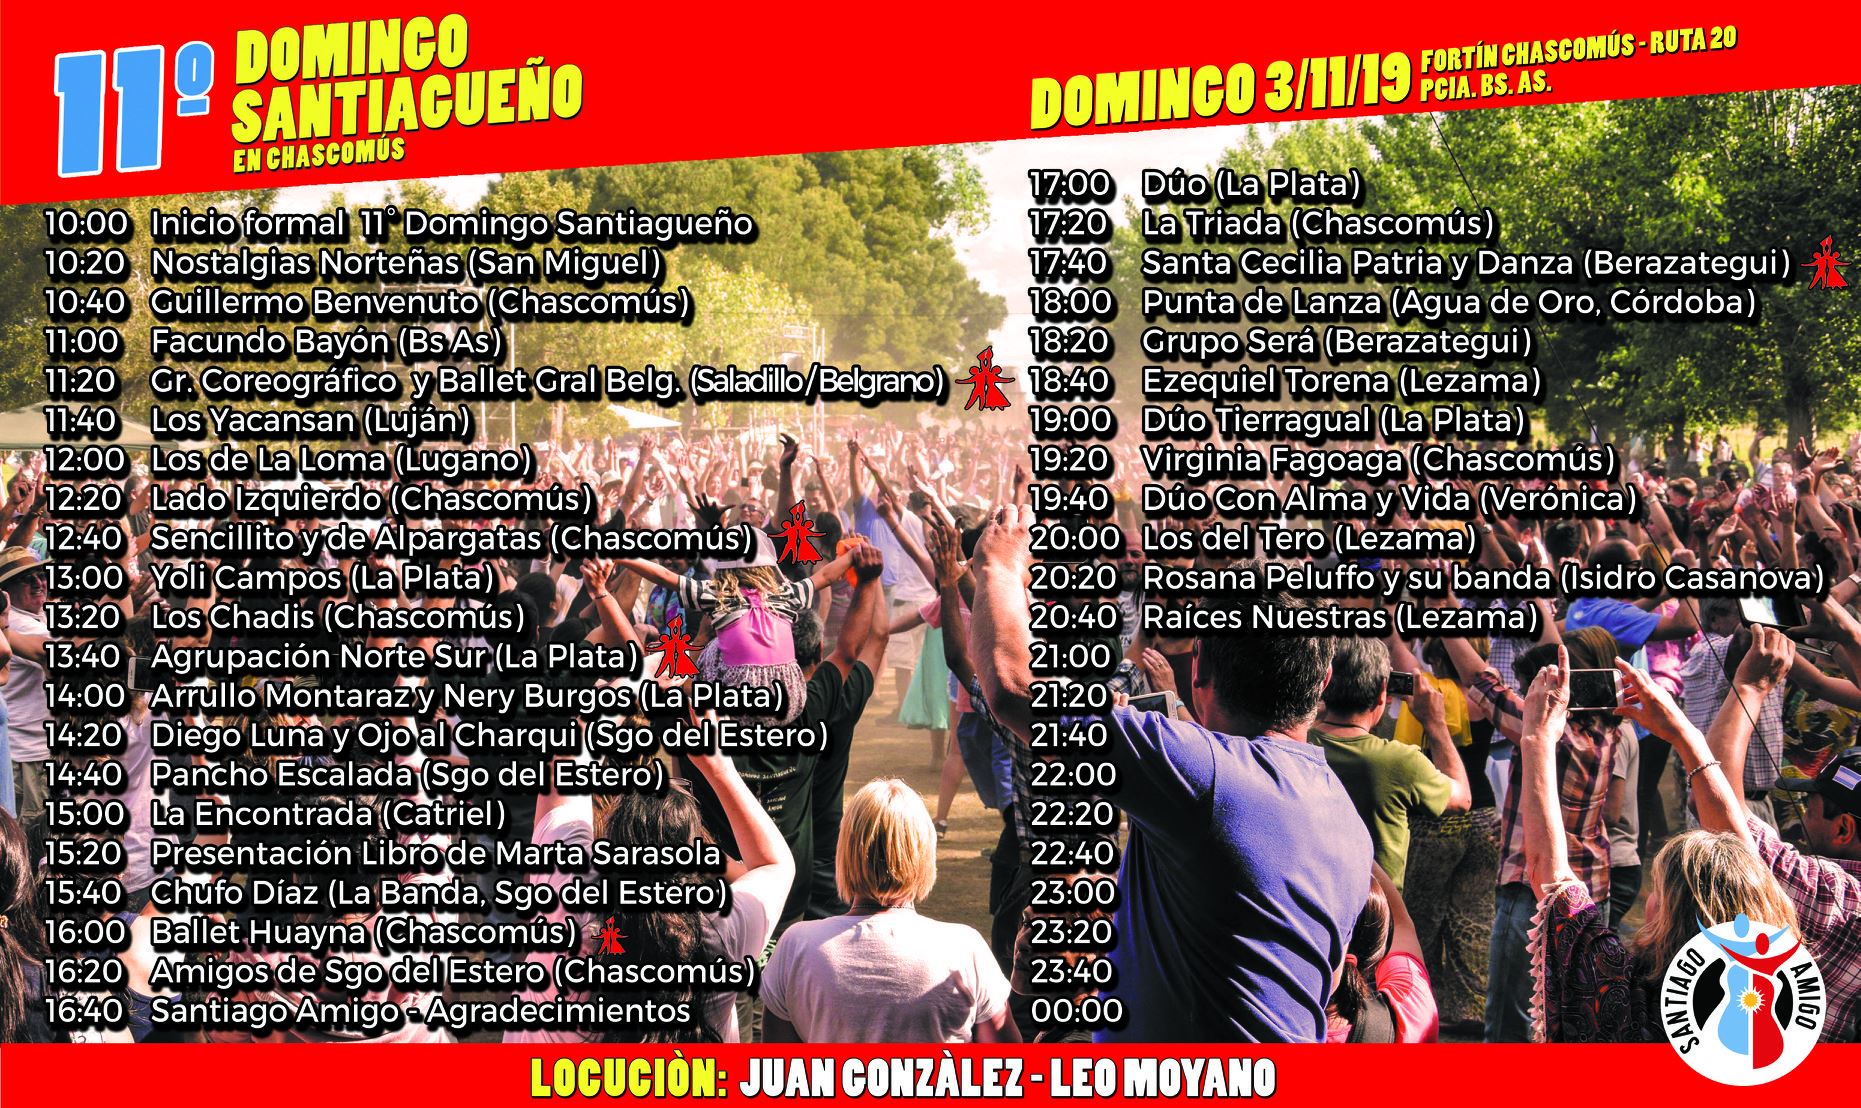 11º
DOMINGO
SANTIAGUEÑO
EN CHASCOMÚS
DOMINGO 3/11/19
FORTÍN CHASCOMÚS - RUTA 20
PCIA. BS. AS.
10:00 Inicio formal 11° Domingo Santiagueño
10:20 Nostalgias Norteñas (San Miguel)
10:40 Guillermo Benvenuto (Chascomús)
11:00 Facundo Bayón (Bs As)
11:20 Gr. Coreográfico y Ballet Gral Belg. (Saladillo/Belgrano)
11:40 Los Yacansan (Luján)
12:00 Los de La Loma (Lugano)
12:20 Lado Izquierdo (Chascomús)
12:40 Sencillito y de Alpargatas (Chascomús)
13:00 Yoli Campos (La Plata)
13:20 Los Chadis (Chascomús)
13:40 Agrupación Norte Sur (La Plata)
14:00 Arrullo Montaraz y Nery Burgos (La Plata)
14:20 Diego Luna y Ojo al Charqui (Sgo del Estero)
14:40 Pancho Escalada (Sgo del Estero)
15:00 La Encontrada (Catriel)
15:20 Presentación Libro de Marta Sarasola
15:40 Chufo Díaz (La Banda, Sgo del Estero)
16:00 Ballet Huayna (Chascomús)
16:20 Amigos de Sgo del Estero (Chascomús)
16:40 Santiago Amigo - Agradecimientos
17:00 Dúo (La Plata)
17:20 La Triada (Chascomús)
17:40 Santa Cecilia Patria y Danza (Berazategui)
18:00 Punta de Lanza (Agua de Oro, Córdoba)
18:20 Grupo Será (Berazategui)
18:40 Ezequiel Torena (Lezama)
19:00 Dúo Tierragual (La Plata)
19:20 Virginia Fagoaga (Chascomús)
19:40 Dúo Con Alma y Vida (Verónica)
20:00 Los del Tero (Lezama)
20:20 Rosana Peluffo y su banda (Isidro Casanova)
20:40 Raíces Nuestras (Lezama)
21:00
21:20
21:40
22:00
22:20
22:40
23:00
23:20
23:40
00:00
SANTIAGO AMIGO
LOCUCIÒN: JUAN GONZÀLEZ - LEO MOYANO